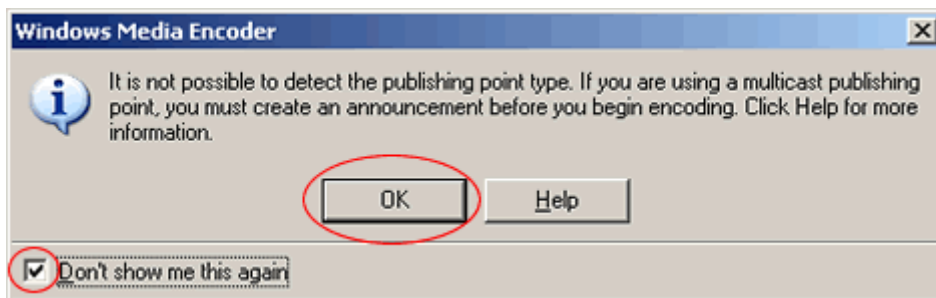 Windows Media Encoder
It is not possible to detect the publishing point type. If you are using a multicast publishing
point, you must create an announcement before you begin encoding. Click Help for more
information.
OK
Help
Don't show me this again